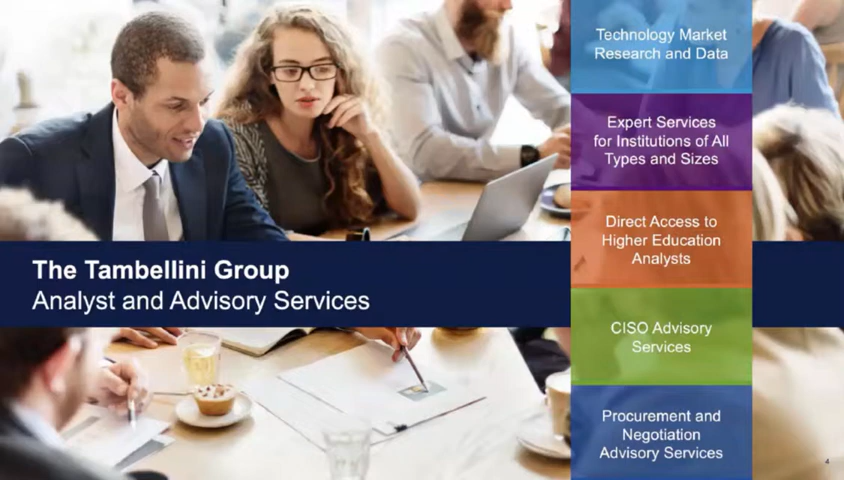 The Tambellini Group
Analyst and Advisory Services
Technology Market
Research and Data
Expert Services
for Institutions of All
Types and Sizes
Direct Access to
Higher Education
Analysts
CISO Advisory
Services
Procurement and
Negotiation
Advisory Services
4